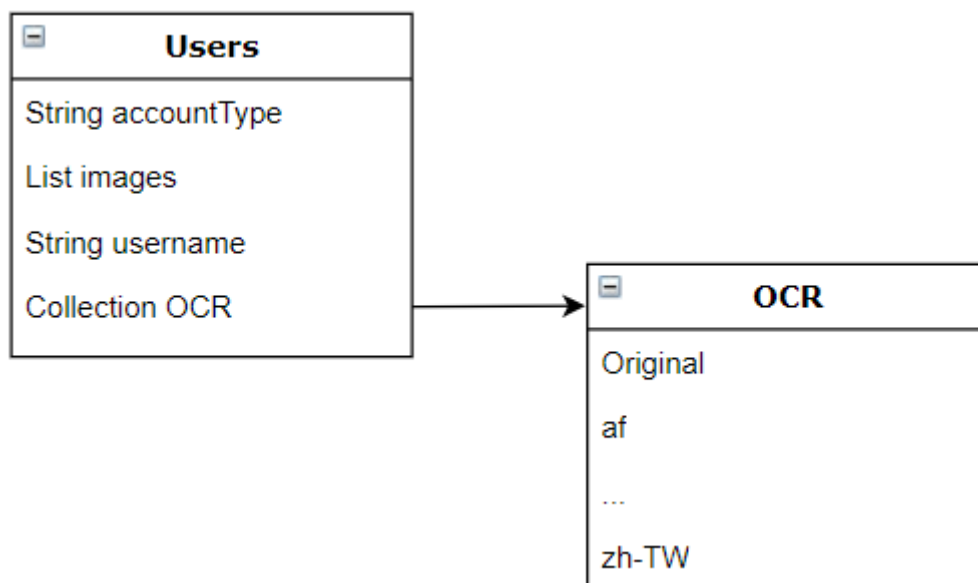 Users
String accountType
List images
String username
Collection OCR
OCR
Original
af
...
zh-TW